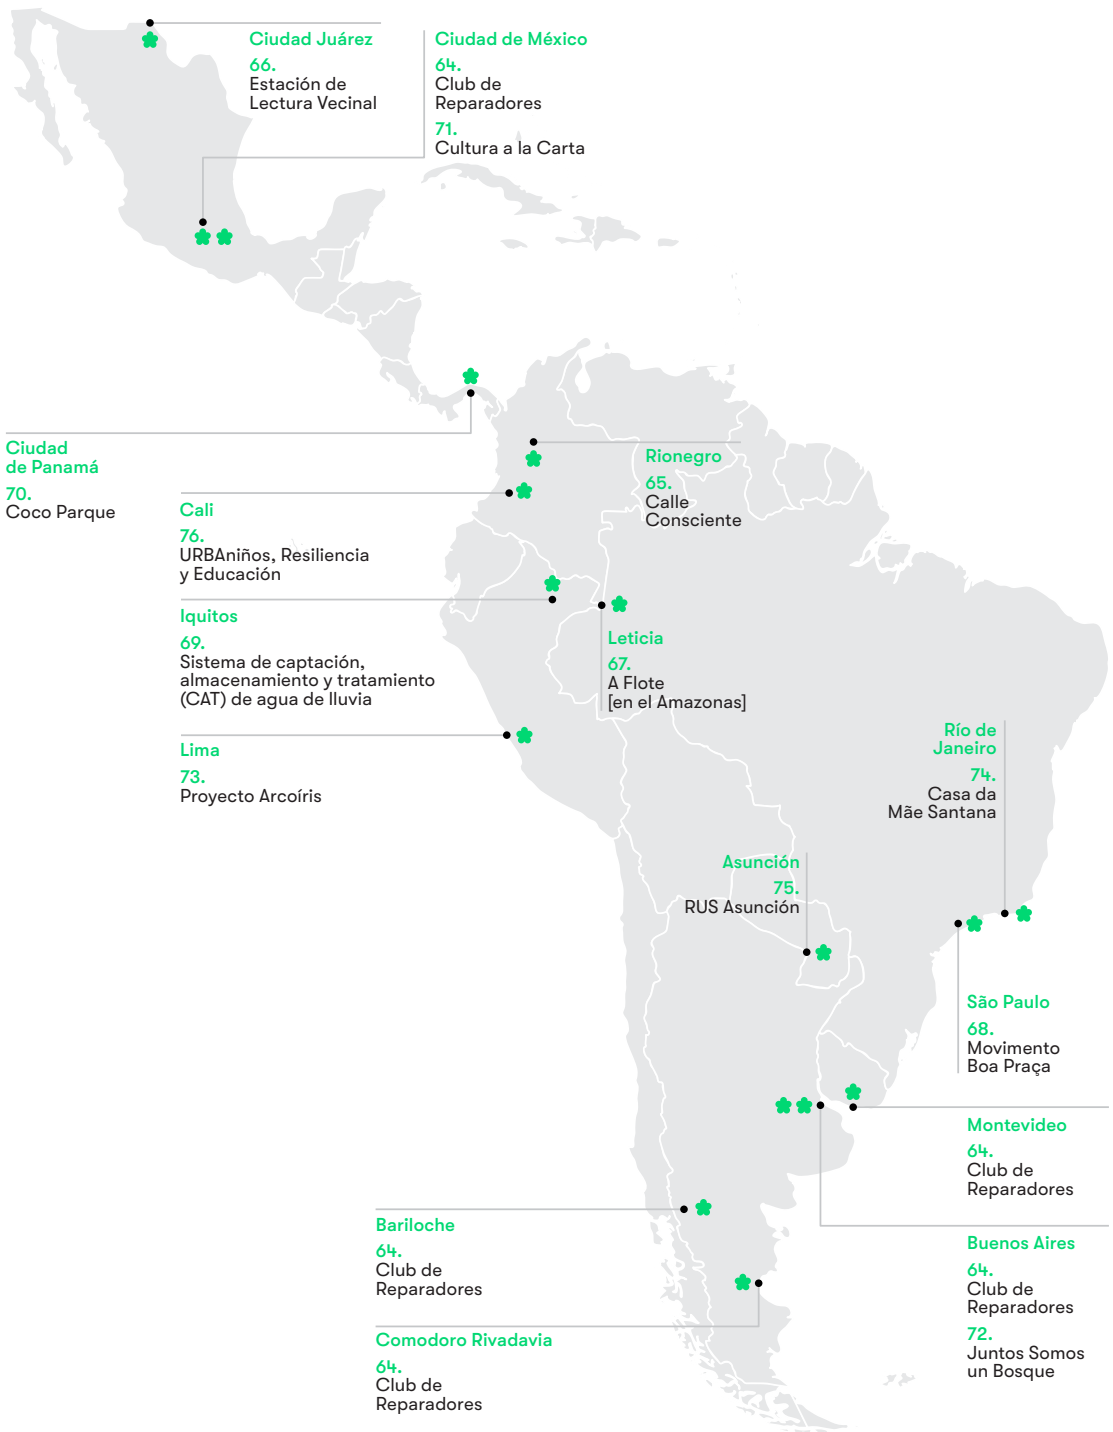 Ciudad Juárez
66.
Estación de
Lectura Vecinal
Ciudad de México
64.
Club de
Reparadores
71.
Cultura a la Carta
Ciudad
de Panamá
70.
Coco Parque
Rionegro
65.
Calle
Consciente
Cali
76.
URBAniños, Resiliencia
y Educación
Iquitos
69.
Sistema de captación,
almacenamiento y tratamiento
(CAT) de agua de lluvia
Leticia
67.
A Flote
[en el Amazonas]
Lima
73.
Proyecto Arcoíris
Río de
Janeiro
74.
Casa da
Mãe Santana
Asunción
75.
RUS Asunción
São Paulo
68.
Movimento
Boa Praça
Montevideo
64.
Club de
Reparadores
Bariloche
64.
Club de
Reparadores
Buenos Aires
64.
Club de
Reparadores
72.
Juntos Somos
un Bosque
Comodoro Rivadavia
64.
Club de
Reparadores